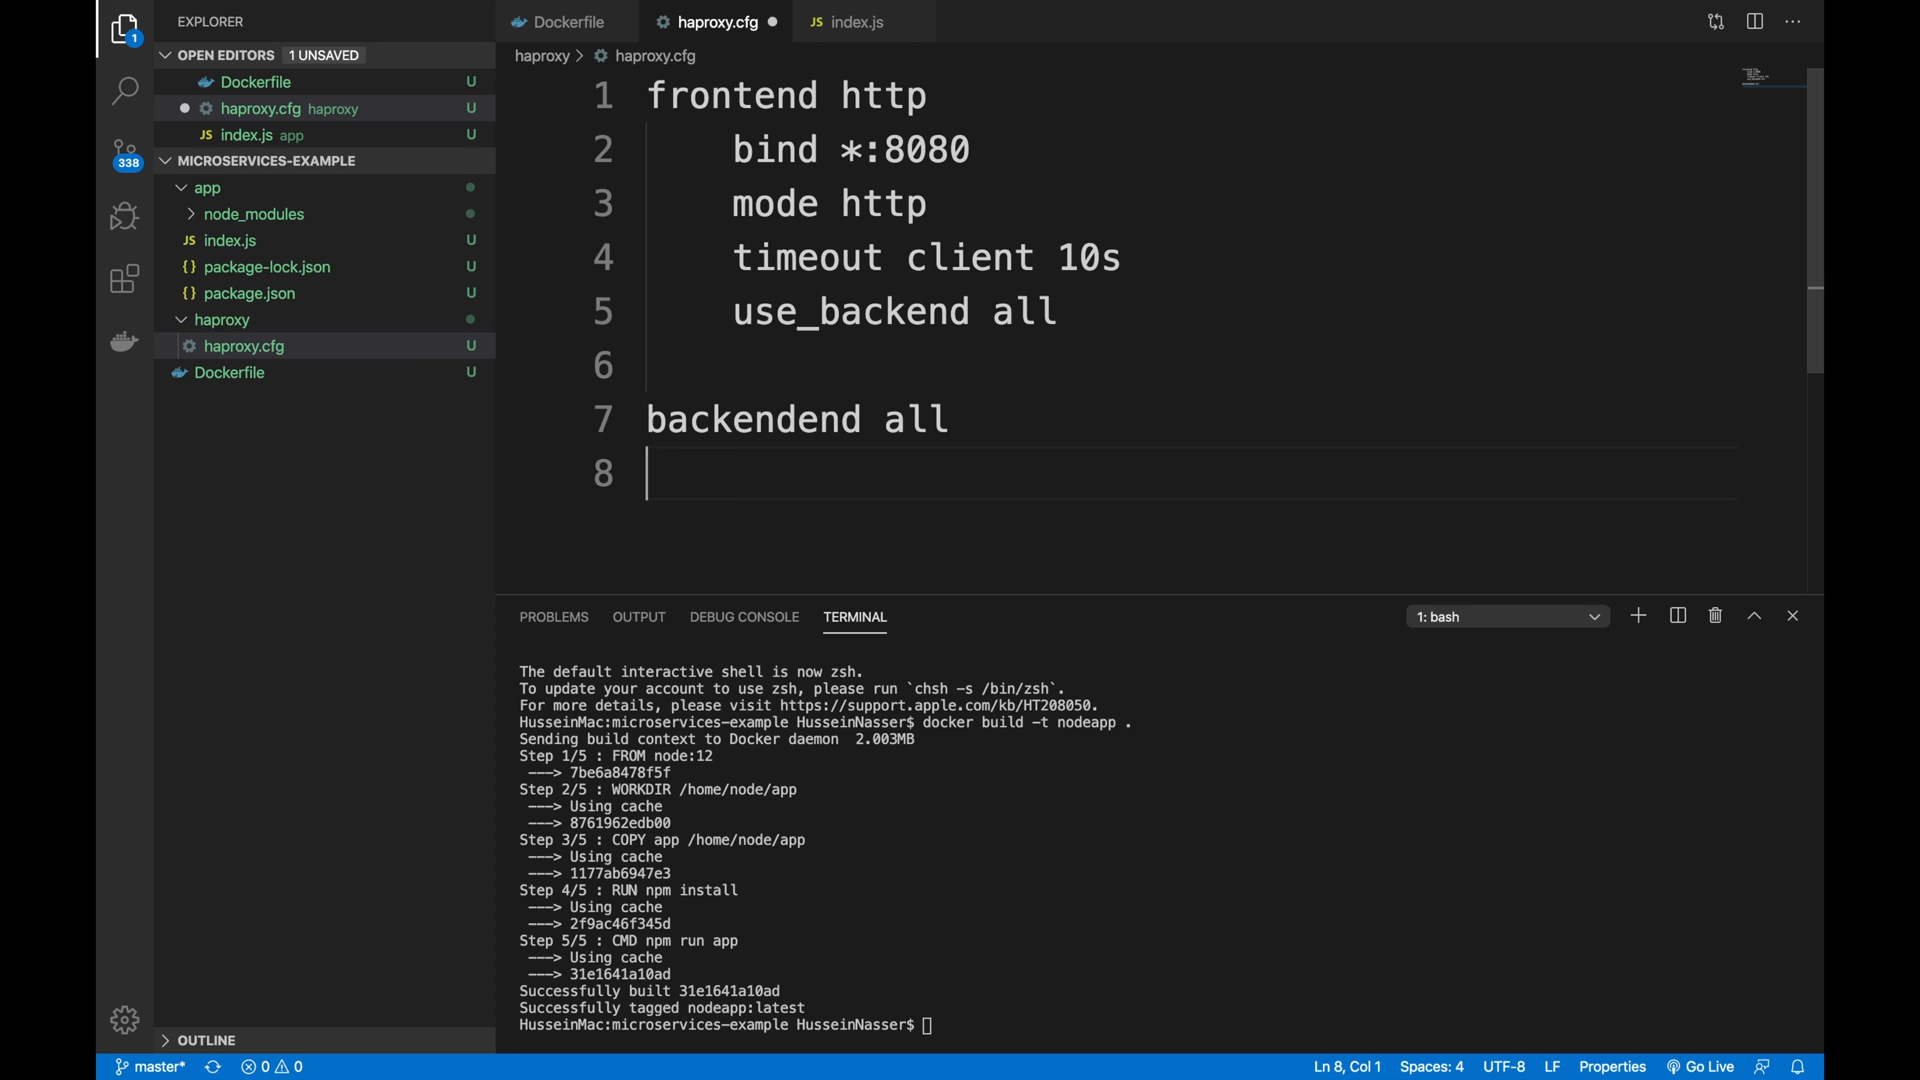 EXPLORER
OPEN EDITORS 1 UNSAVED
Dockerfile U
haproxy.cfg haproxy U
JS index.js app U
MICROSERVICES-EXAMPLE
app
node_modules
JS index.js U
{} package-lock.json U
{} package.json U
haproxy
haproxy.cfg U
Dockerfile U
OUTLINE
1
338
Dockerfile haproxy.cfg JS index.js
haproxy > haproxy.cfg
1 frontend http
2 bind *:8080
3 mode http
4 timeout client 10s
5 use_backend all
6
7 backendend all
8
PROBLEMS OUTPUT DEBUG CONSOLE TERMINAL 1: bash
The default interactive shell is now zsh.
To update your account to use zsh, please run `chsh -s /bin/zsh`.
For more details, please visit https://support.apple.com/kb/HT208050.
HusseinMac:microservices-example HusseinNasser$ docker build -t nodeapp .
Sending build context to Docker daemon 2.003MB
Step 1/5 : FROM node:12
---> 7be6a8478f5f
Step 2/5 : WORKDIR /home/node/app
---> Using cache
---> 8761962edb00
Step 3/5 : COPY app /home/node/app
---> Using cache
---> 1177ab6947e3
Step 4/5 : RUN npm install
---> Using cache
---> 2f9ac46f345d
Step 5/5 : CMD npm run app
---> Using cache
---> 31e1641a10ad
Successfully built 31e1641a10ad
Successfully tagged nodeapp:latest
HusseinMac:microservices-example HusseinNasser$
master* 0 0 Ln 8, Col 1 Spaces: 4 UTF-8 LF Properties Go Live